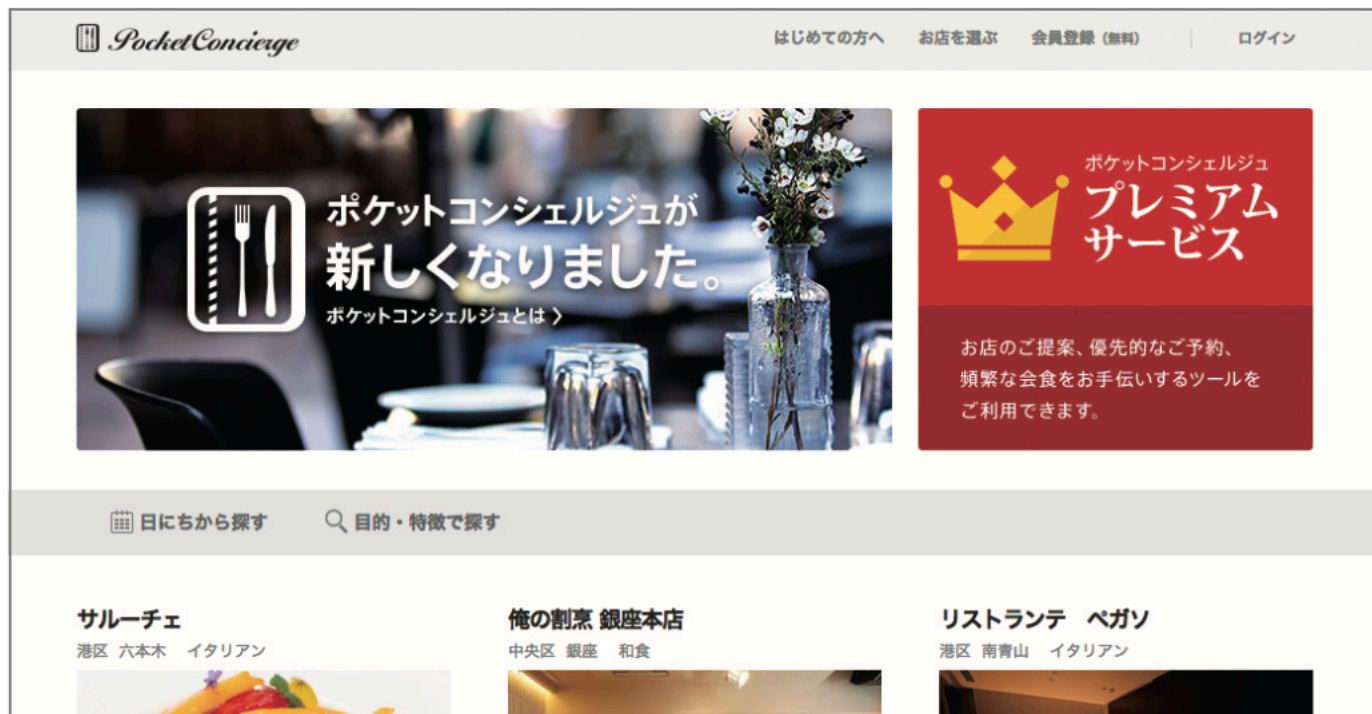 PocketConcierge
はじめての方へ お店を選ぶ 会員登録（無料） ログイン
ポケットコンシェルジュが
新しくなりました。
ポケットコンシェルジュとは 〉
ポケットコンシェルジュ
プレミアム
サービス
お店のご提案、優先的なご予約、
頻繁な会食をお手伝いするツールを
ご利用できます。
日にちから探す 目的・特徴で探す
サルーチェ
港区 六本木 イタリアン
俺の割烹 銀座本店
中央区 銀座 和食
リストランテ ペガソ
港区 南青山 イタリアン